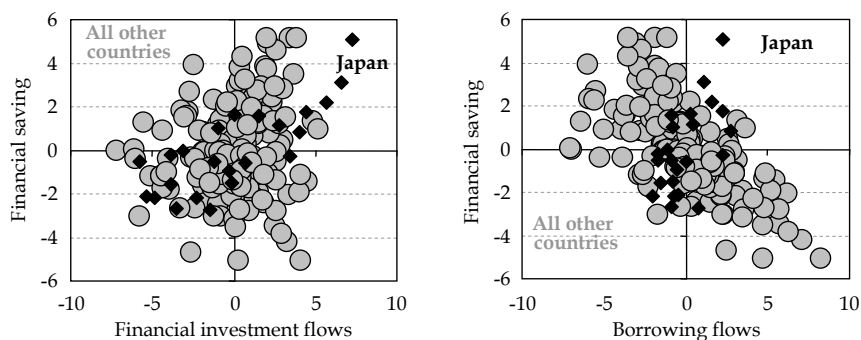 All other
countries
Japan
Financial saving
6
4
2
0
-2
-4
-6
-10
-5
0
5
10
Financial investment flows
Japan
All other
countries
Financial saving
6
4
2
0
-2
-4
-6
-10
-5
0
5
10
Borrowing flows